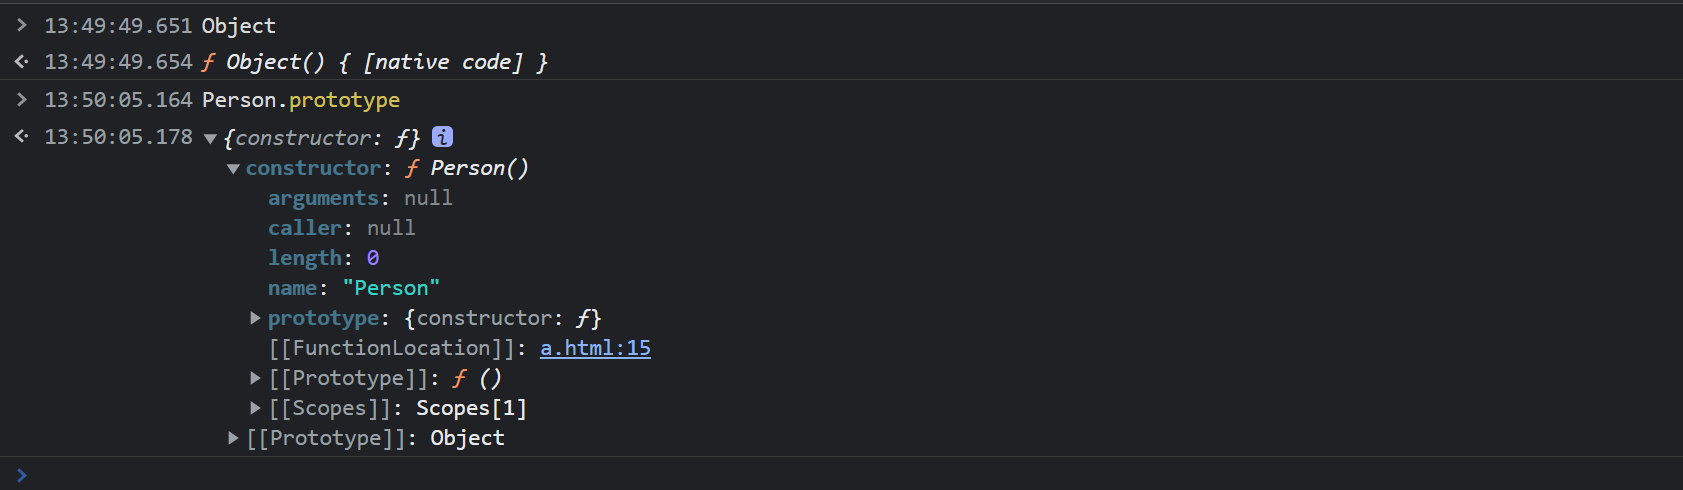 13:49:49.651 Object
13:49:49.654 ƒ Object() { [native code] }
13:50:05.164 Person.prototype
13:50:05.178 {constructor: ƒ} i
constructor: ƒ Person()
arguments: null
caller: null
length: 0
name: "Person"
prototype: {constructor: ƒ}
[[FunctionLocation]]: a.html:15
[[Prototype]]: ƒ ()
[[Scopes]]: Scopes[1]
[[Prototype]]: Object